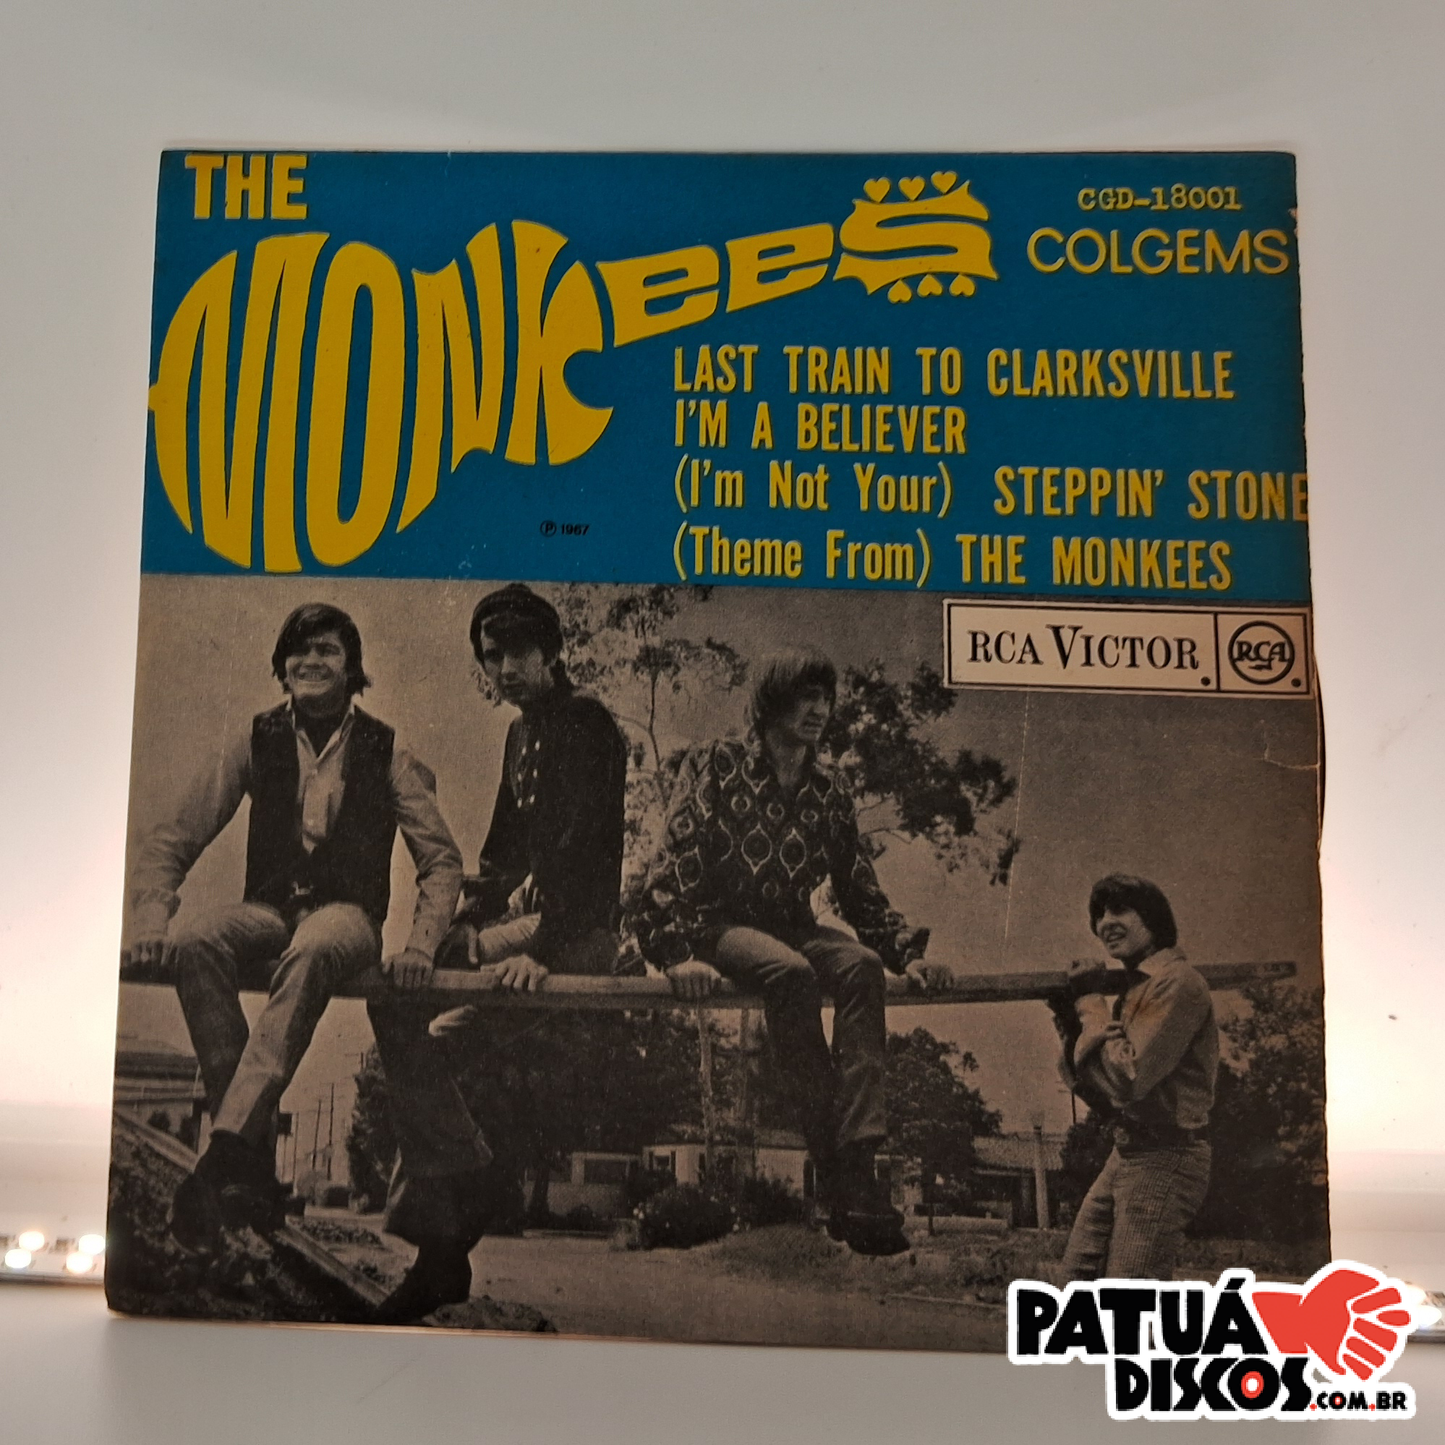 THE
MONKEES
CGD-18001
COLGEMS
LAST TRAIN TO CLARKSVILLE
I'M A BELIEVER
(I'm Not Your) STEPPIN' STONE
(Theme From) THE MONKEES
℗ 1967
RCA VICTOR RCA
PATUÁ
DISCOS.COM.BR